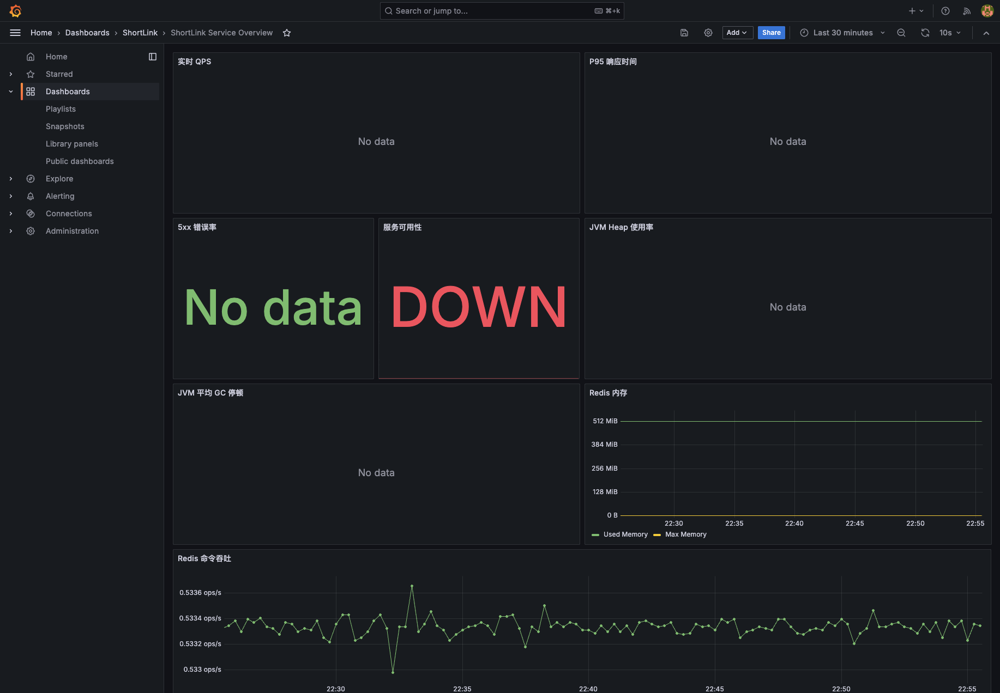 Search or jump to...
⌘+k
Home › Dashboards › ShortLink › ShortLink Service Overview
Add
Share
Last 30 minutes
10s
Home
Starred
Dashboards
Playlists
Snapshots
Library panels
Public dashboards
Explore
Alerting
Connections
Administration
实时 QPS
No data
P95 响应时间
No data
5xx 错误率
No data
服务可用性
DOWN
JVM Heap 使用率
No data
JVM 平均 GC 停顿
No data
Redis 内存
512 MiB
384 MiB
256 MiB
128 MiB
0 B
22:30 22:35 22:40 22:45 22:50 22:55
Used Memory Max Memory
Redis 命令吞吐
0.5336 ops/s
0.5334 ops/s
0.5332 ops/s
0.533 ops/s
22:30 22:35 22:40 22:45 22:50 22:55